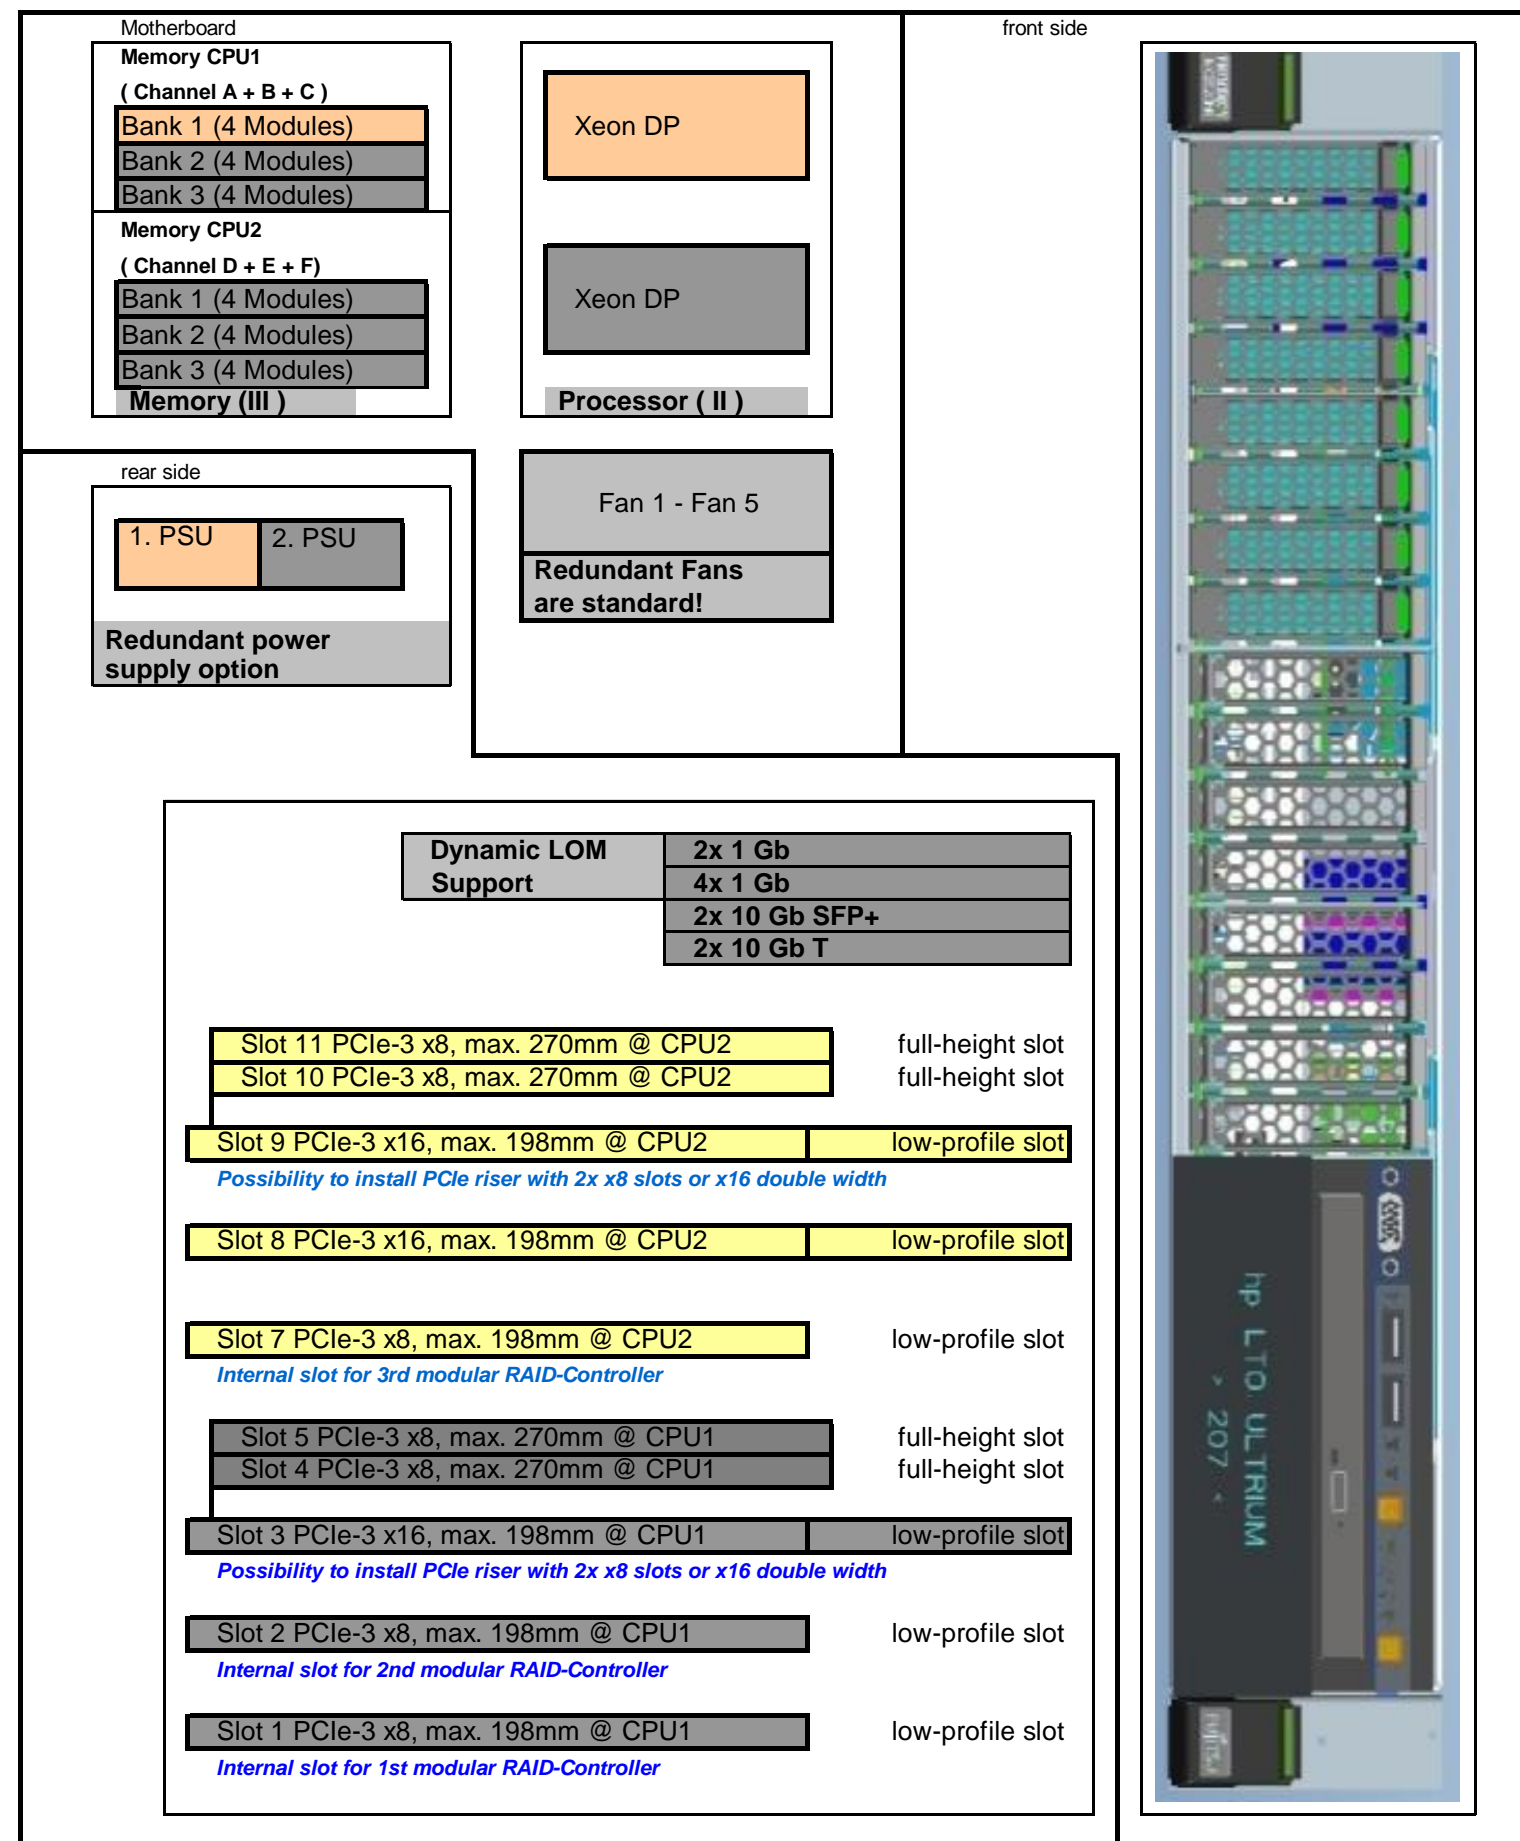 Motherboard
Memory CPU1
( Channel A + B + C )
Bank 1 (4 Modules)
Bank 2 (4 Modules)
Bank 3 (4 Modules)
Memory CPU2
( Channel D + E + F)
Bank 1 (4 Modules)
Bank 2 (4 Modules)
Bank 3 (4 Modules)
Memory (III )
Xeon DP
Xeon DP
Processor ( II )
Fan 1 - Fan 5
Redundant Fans
are standard!
rear side
1. PSU
2. PSU
Redundant power
supply option
Dynamic LOM
Support
2x 1 Gb
4x 1 Gb
2x 10 Gb SFP+
2x 10 Gb T
Slot 11 PCIe-3 x8, max. 270mm @ CPU2 full-height slot
Slot 10 PCIe-3 x8, max. 270mm @ CPU2 full-height slot
Slot 9 PCIe-3 x16, max. 198mm @ CPU2 low-profile slot
Possibility to install PCIe riser with 2x x8 slots or x16 double width
Slot 8 PCIe-3 x16, max. 198mm @ CPU2 low-profile slot
Slot 7 PCIe-3 x8, max. 198mm @ CPU2 low-profile slot
Internal slot for 3rd modular RAID-Controller
Slot 5 PCIe-3 x8, max. 270mm @ CPU1 full-height slot
Slot 4 PCIe-3 x8, max. 270mm @ CPU1 full-height slot
Slot 3 PCIe-3 x16, max. 198mm @ CPU1 low-profile slot
Possibility to install PCIe riser with 2x x8 slots or x16 double width
Slot 2 PCIe-3 x8, max. 198mm @ CPU1 low-profile slot
Internal slot for 2nd modular RAID-Controller
Slot 1 PCIe-3 x8, max. 198mm @ CPU1 low-profile slot
Internal slot for 1st modular RAID-Controller
front side
hp LTO ULTRIUM
> 207 <
Fujitsu